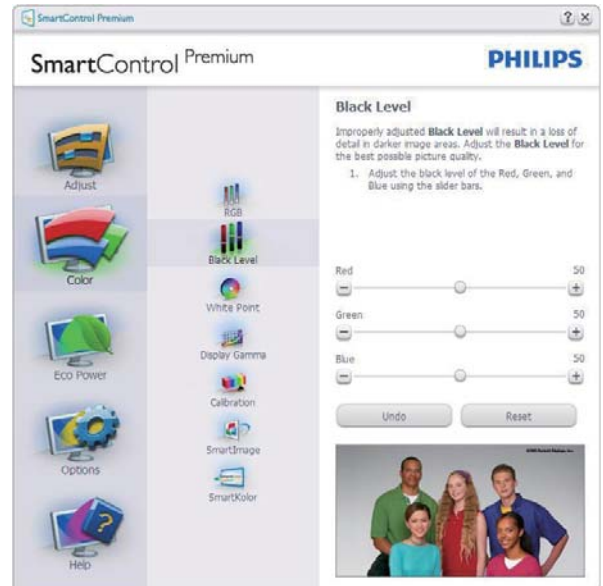 SmartControl Premium
? ×
SmartControl Premium
PHILIPS
Adjust
Color
Eco Power
Options
Help
RGB
Black Level
White Point
Display Gamma
Calibration
SmartImage
SmartKolor
Black Level
Improperly adjusted Black Level will result in a loss of
detail in darker image areas. Adjust the Black Level for
the best possible picture quality.
1. Adjust the black level of the Red, Green, and
Blue using the slider bars.
Red 50
Green 50
Blue 50
Undo Reset